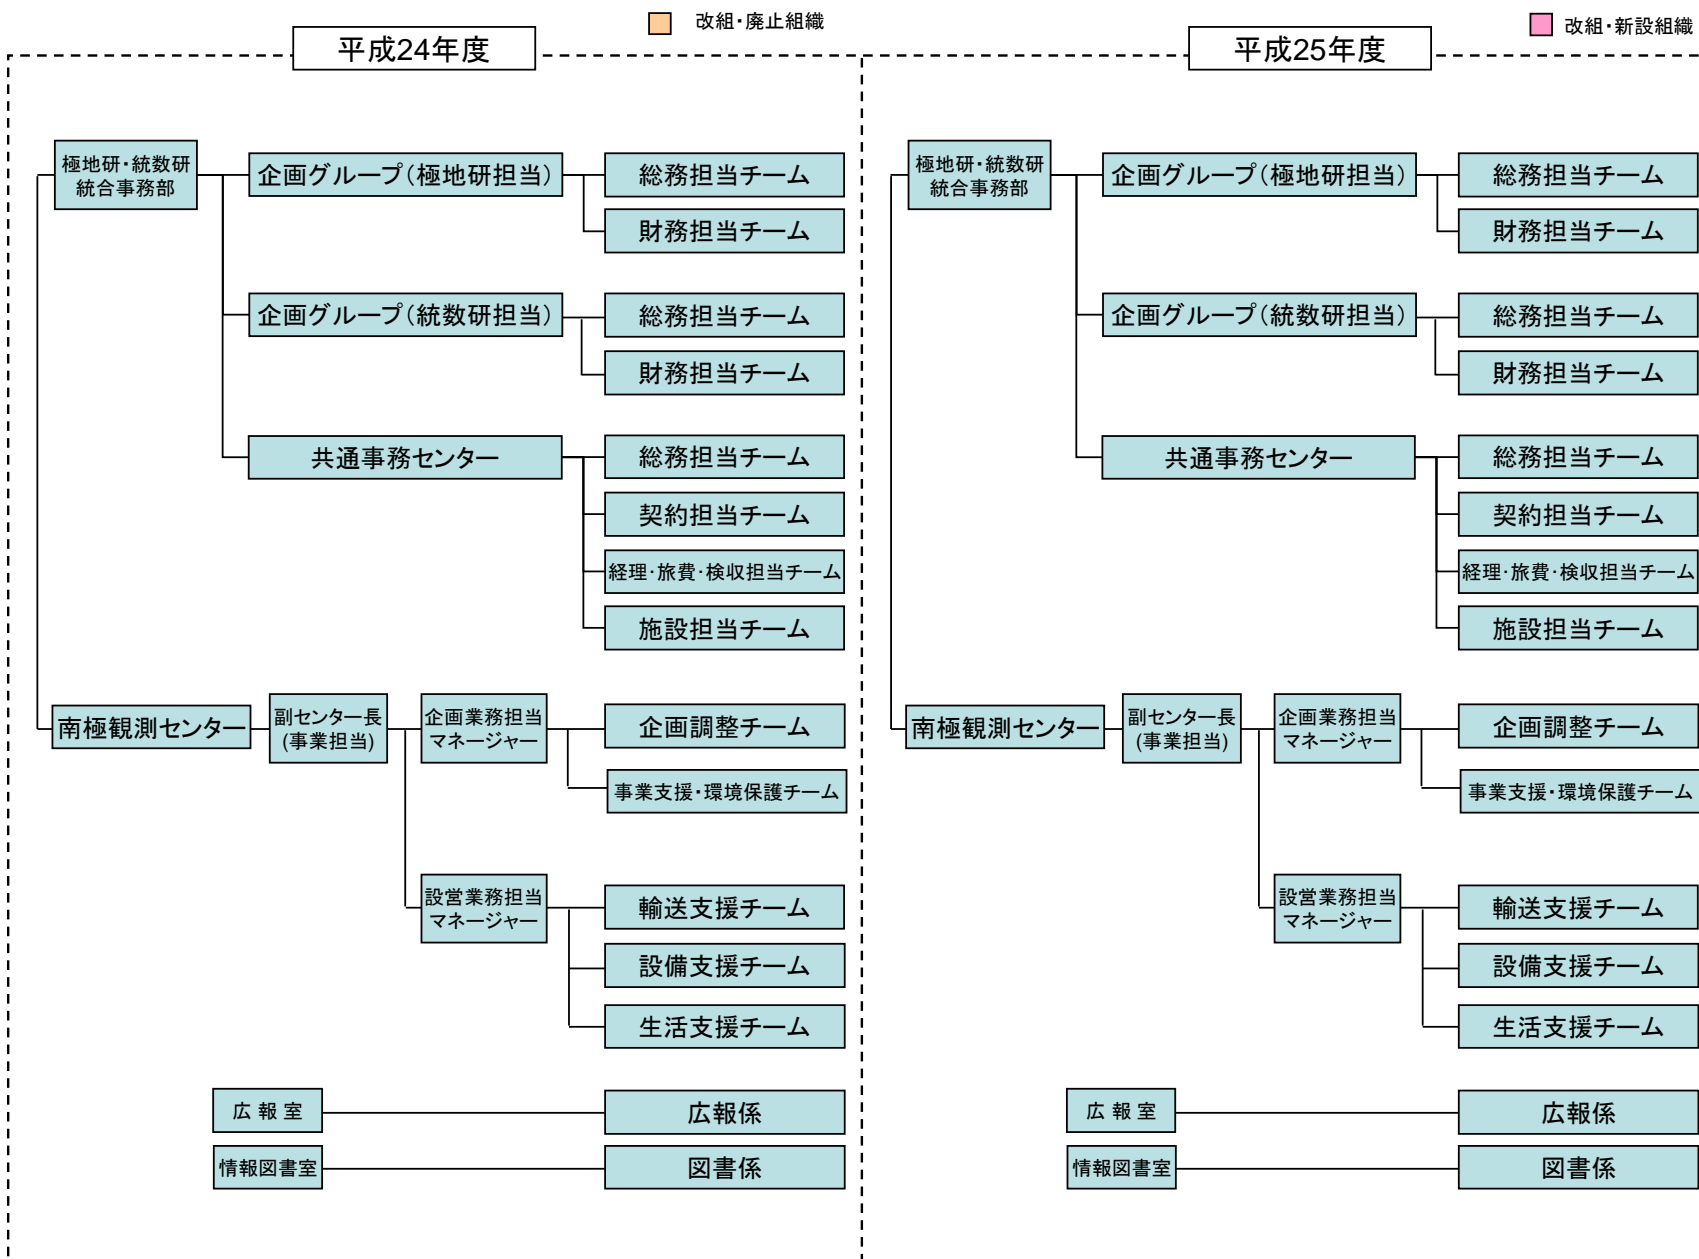 改組・廃止組織
改組・新設組織
平成24年度
極地研・統数研
統合事務部
企画グループ(極地研担当)
総務担当チーム
財務担当チーム
企画グループ(統数研担当)
総務担当チーム
財務担当チーム
共通事務センター
総務担当チーム
契約担当チーム
経理・旅費・検収担当チーム
施設担当チーム
南極観測センター
副センター長
(事業担当)
企画業務担当
マネージャー
企画調整チーム
事業支援・環境保護チーム
設営業務担当
マネージャー
輸送支援チーム
設備支援チーム
生活支援チーム
広 報 室
広報係
情報図書室
図書係
平成25年度
極地研・統数研
統合事務部
企画グループ(極地研担当)
総務担当チーム
財務担当チーム
企画グループ(統数研担当)
総務担当チーム
財務担当チーム
共通事務センター
総務担当チーム
契約担当チーム
経理・旅費・検収担当チーム
施設担当チーム
南極観測センター
副センター長
(事業担当)
企画業務担当
マネージャー
企画調整チーム
事業支援・環境保護チーム
設営業務担当
マネージャー
輸送支援チーム
設備支援チーム
生活支援チーム
広 報 室
広報係
情報図書室
図書係